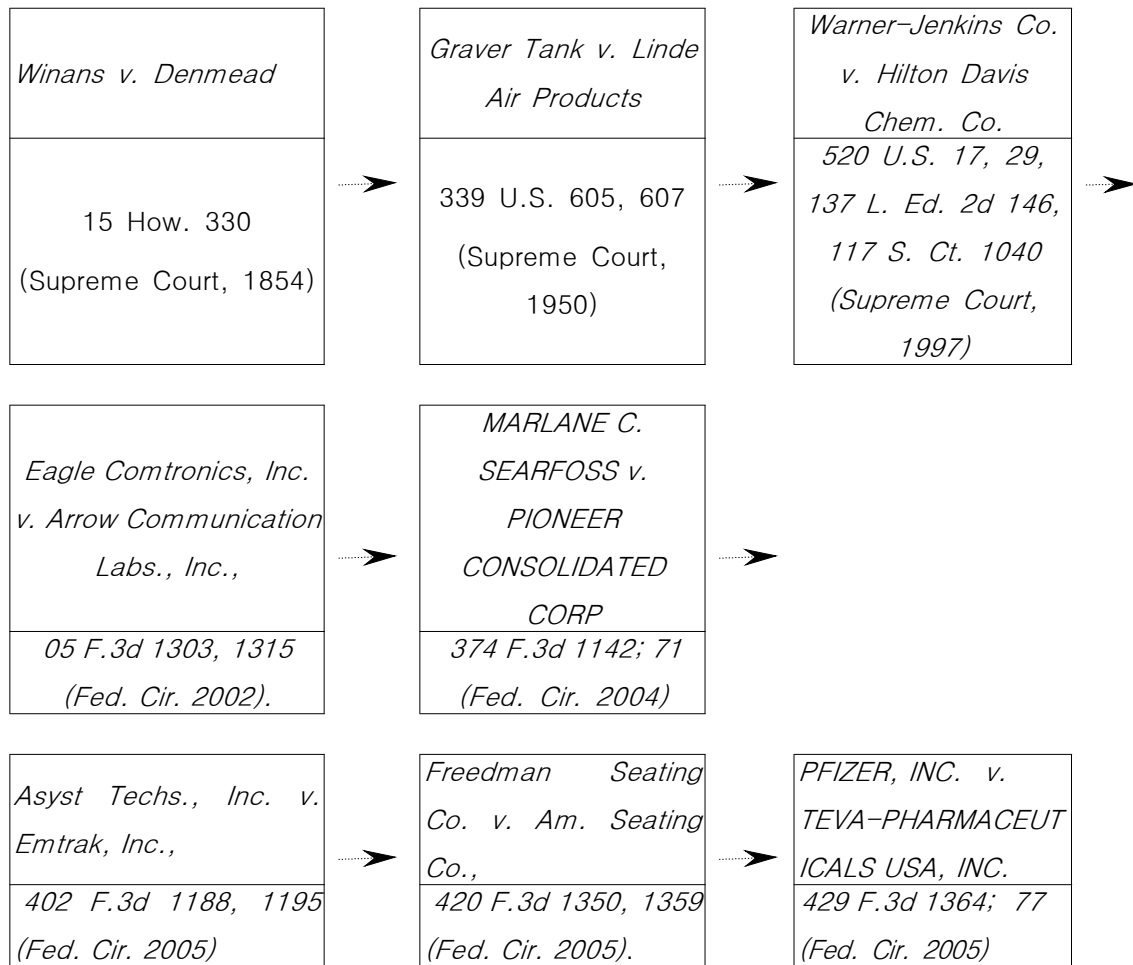 Winans v. Denmead
15 How. 330
(Supreme Court, 1854)
Graver Tank v. Linde
Air Products
339 U.S. 605, 607
(Supreme Court,
1950)
Warner-Jenkins Co.
v. Hilton Davis
Chem. Co.
520 U.S. 17, 29,
137 L. Ed. 2d 146,
117 S. Ct. 1040
(Supreme Court,
1997)
Eagle Comtronics, Inc.
v. Arrow Communication
Labs., Inc.,
05 F.3d 1303, 1315
(Fed. Cir. 2002).
MARLANE C.
SEARFOSS v.
PIONEER
CONSOLIDATED
CORP
374 F.3d 1142; 71
(Fed. Cir. 2004)
Asyst Techs., Inc. v.
Emtrak, Inc.,
402 F.3d 1188, 1195
(Fed. Cir. 2005)
Freedman Seating
Co. v. Am. Seating
Co.,
420 F.3d 1350, 1359
(Fed. Cir. 2005).
PFIZER, INC. v.
TEVA-PHARMACEUT
ICALS USA, INC.
429 F.3d 1364; 77
(Fed. Cir. 2005)